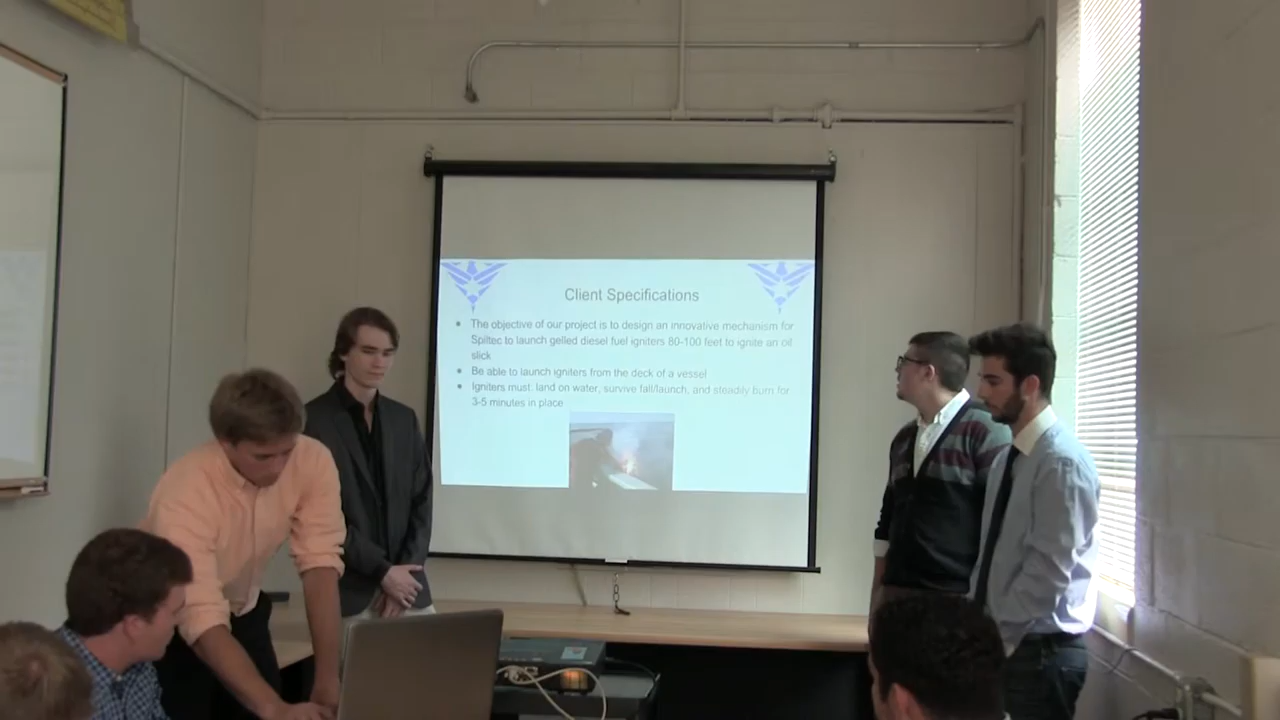 Client Specifications
The objective of our project is to design an innovative mechanism for
Spiltec to launch gelled diesel fuel igniters 80-100 feet to ignite an oil
slick
Be able to launch igniters from the deck of a vessel
Igniters must: land on water, survive fall/launch, and steadily burn for
3-5 minutes in place